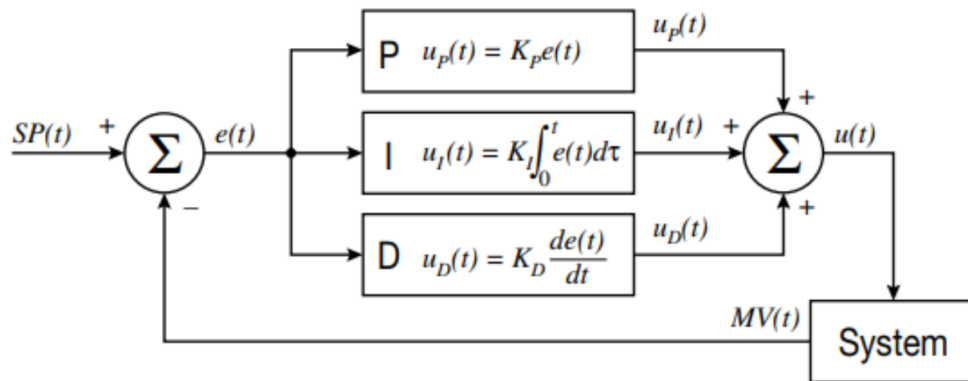 SP(t)
+
Σ
−
e(t)
P u_P(t) = K_P e(t)
u_P(t)
+
I u_I(t) = K_I ∫_0^t e(t)dτ
u_I(t)
+
Σ
u(t)
D u_D(t) = K_D de(t)/dt
u_D(t)
+
MV(t)
System